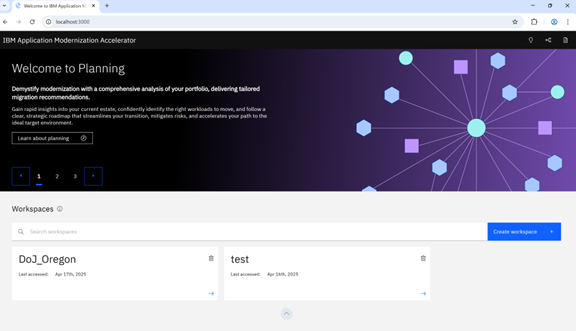 Welcome to IBM Application M
localhost:3000
IBM Application Modernization Accelerator
Welcome to Planning
Demystify modernization with a comprehensive analysis of your portfolio, delivering tailored
migration recommendations.
Gain rapid insights into your current estate, confidently identify the right workloads to move, and follow a
clear, strategic roadmap that streamlines your transition, mitigates risks, and accelerates your path to the
ideal target environment.
Learn about planning
1 2 3
Workspaces
Search workspaces
Create workspace +
DoJ_Oregon
Last accessed: Apr 17th, 2025
test
Last accessed: Apr 16th, 2025